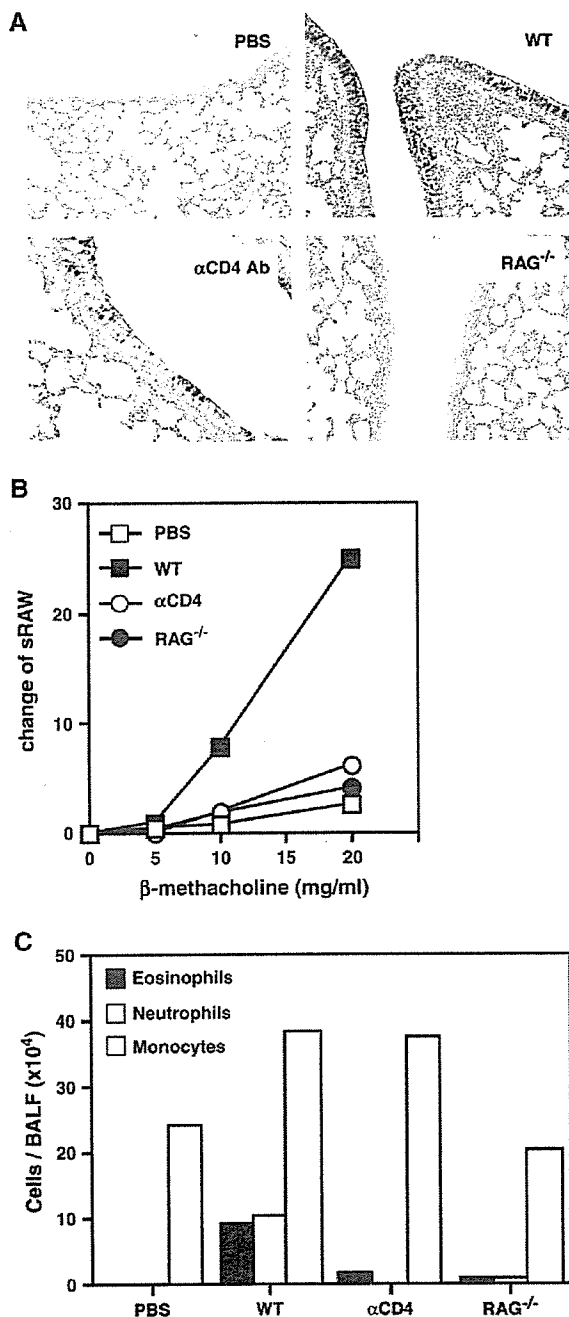 A
PBS
WT
αCD4 Ab
RAG-/-
B
30
20
10
0
change of sRAW
PBS
WT
αCD4
RAG-/-
0
5
10
15
20
β-methacholine (mg/ml)
C
50
40
30
20
10
0
Cells / BALF (x10⁴)
Eosinophils
Neutrophils
Monocytes
PBS
WT
αCD4
RAG-/-